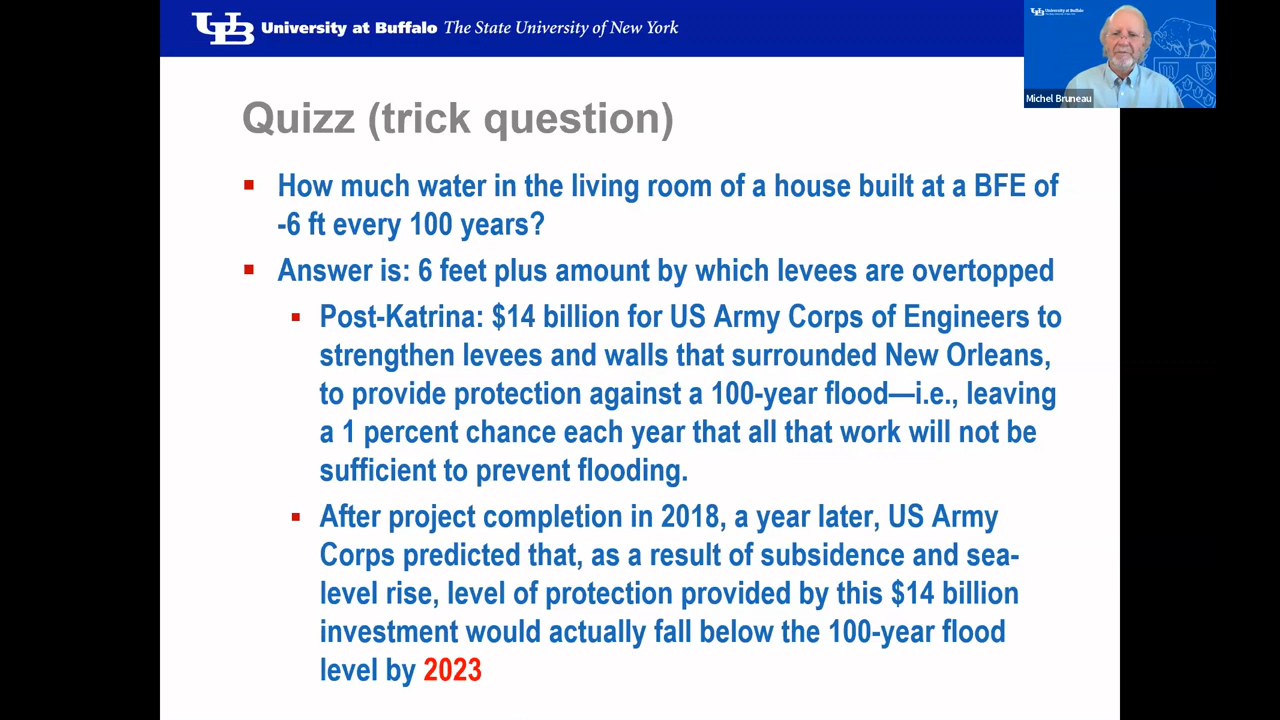 University at Buffalo The State University of New York
Michel Bruneau
Quizz (trick question)
▪ How much water in the living room of a house built at a BFE of
-6 ft every 100 years?
▪ Answer is: 6 feet plus amount by which levees are overtopped
▪ Post-Katrina: $14 billion for US Army Corps of Engineers to
strengthen levees and walls that surrounded New Orleans,
to provide protection against a 100-year flood—i.e., leaving
a 1 percent chance each year that all that work will not be
sufficient to prevent flooding.
▪ After project completion in 2018, a year later, US Army
Corps predicted that, as a result of subsidence and sea-
level rise, level of protection provided by this $14 billion
investment would actually fall below the 100-year flood
level by 2023